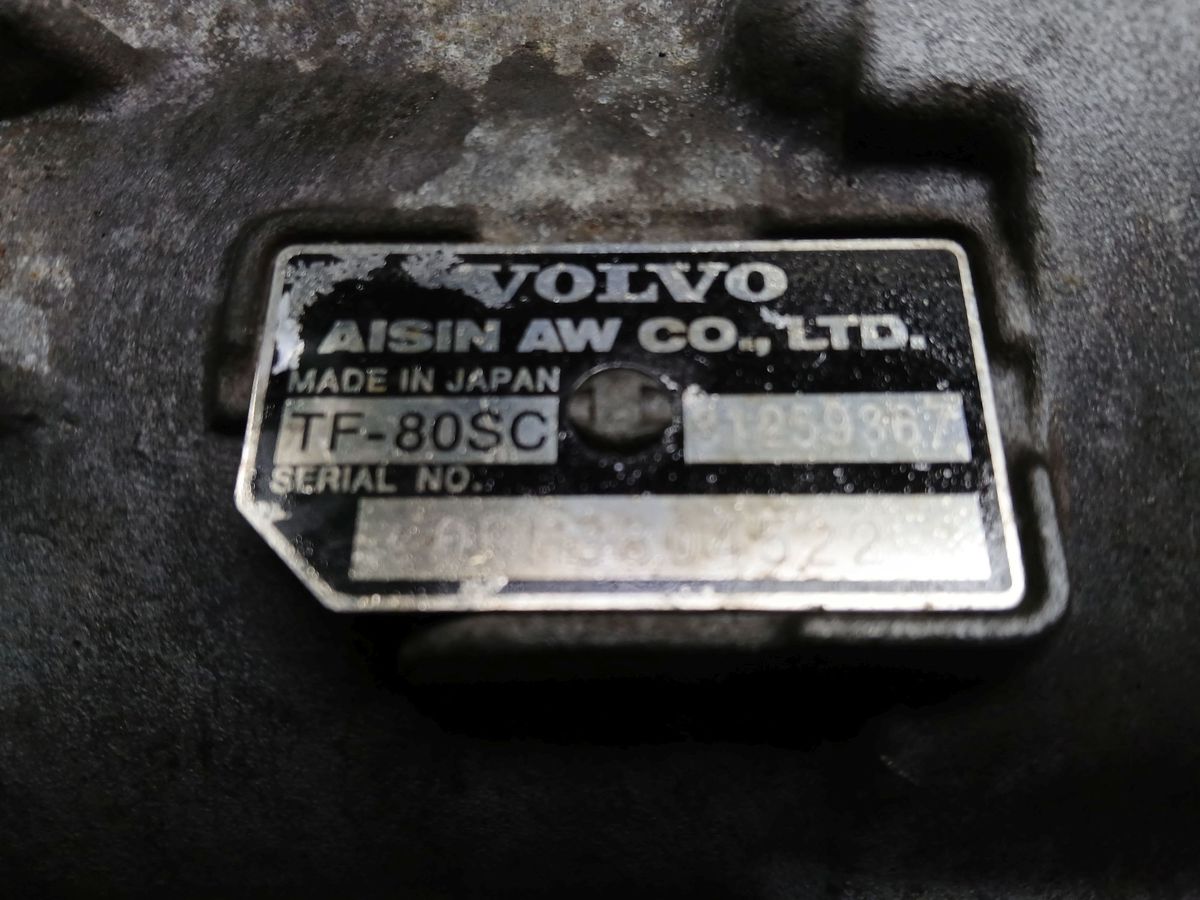 VOLVO
AISIN AW CO., LTD.
MADE IN JAPAN
TF-80SC 31259367
SERIAL NO.